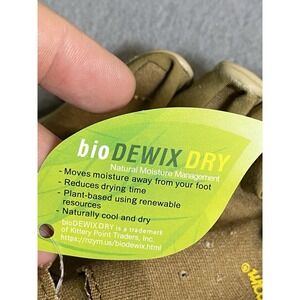 bioDEWIX DRY
Natural Moisture Management
- Moves moisture away from your foot
- Reduces drying time
- Plant-based using renewable
resources
- Naturally cool and dry
bioDEWIX DRY is a trademark
of Kittery Point Traders, Inc.
https://nzym.us/biodewix.html